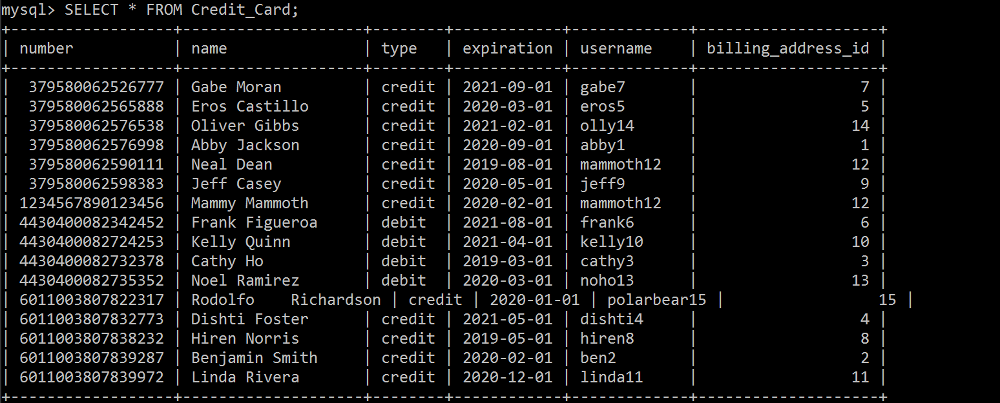 mysql> SELECT * FROM Credit_Card;
+------------------+--------------------+--------+------------+-------------+--------------------+
| number           | name               | type   | expiration | username    | billing_address_id |
+------------------+--------------------+--------+------------+-------------+--------------------+
|  379580062526777 | Gabe Moran         | credit | 2021-09-01 | gabe7       |                  7 |
|  379580062565888 | Eros Castillo      | credit | 2020-03-01 | eros5       |                  5 |
|  379580062576538 | Oliver Gibbs       | credit | 2021-02-01 | olly14      |                 14 |
|  379580062576998 | Abby Jackson       | credit | 2020-09-01 | abby1       |                  1 |
|  379580062590111 | Neal Dean          | credit | 2019-08-01 | mammoth12   |                 12 |
|  379580062598383 | Jeff Casey         | credit | 2020-05-01 | jeff9       |                  9 |
| 1234567890123456 | Mammy Mammoth      | credit | 2020-02-01 | mammoth12   |                 12 |
| 4430400082342452 | Frank Figueroa     | debit  | 2021-08-01 | frank6      |                  6 |
| 4430400082724253 | Kelly Quinn        | debit  | 2021-04-01 | kelly10     |                 10 |
| 4430400082732378 | Cathy Ho           | debit  | 2019-03-01 | cathy3      |                  3 |
| 4430400082735352 | Noel Ramirez       | debit  | 2020-03-01 | noho13      |                 13 |
| 6011003807822317 | Rodolfo    Richardson | credit | 2020-01-01 | polarbear15 |                 15 |
| 6011003807832773 | Dishti Foster      | credit | 2021-05-01 | dishti4     |                  4 |
| 6011003807838232 | Hiren Norris       | credit | 2019-05-01 | hiren8      |                  8 |
| 6011003807839287 | Benjamin Smith     | credit | 2020-02-01 | ben2        |                  2 |
| 6011003807839972 | Linda Rivera       | credit | 2020-12-01 | linda11     |                 11 |
+------------------+--------------------+--------+------------+-------------+--------------------+